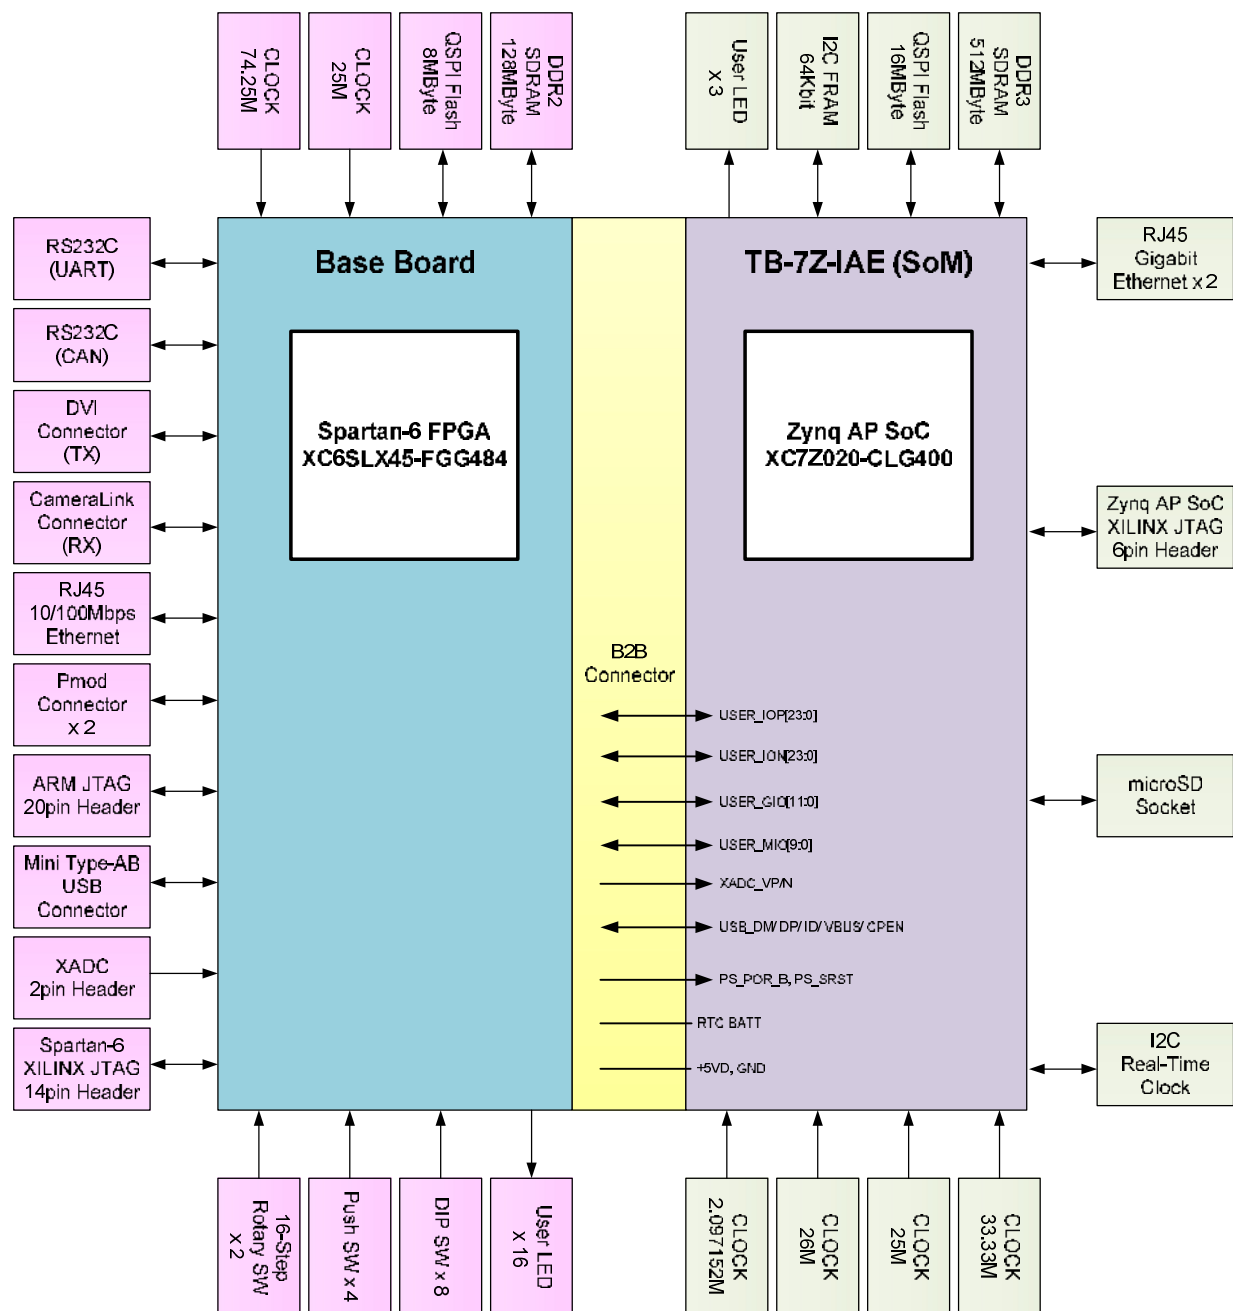 CLOCK
74.25M
CLOCK
25M
QSPI Flash
8MByte
DDR2
SDRAM
128MByte
User LED
x 3
I2C FRAM
64Kbit
QSPI Flash
16MByte
DDR3
SDRAM
512MByte
RS232C
(UART)
RS232C
(CAN)
DVI
Connector
(TX)
CameraLink
Connector
(RX)
RJ45
10/100Mbps
Ethernet
Pmod
Connector
x 2
ARM JTAG
20pin Header
Mini Type-AB
USB
Connector
XADC
2pin Header
Spartan-6
XILINX JTAG
14pin Header
Base Board
Spartan-6 FPGA
XC6SLX45-FGG484
B2B
Connector
TB-7Z-IAE (SoM)
Zynq AP SoC
XC7Z020-CLG400
USER_IOP[23:0]
USER_ION[23:0]
USER_GIO[11:0]
USER_MIO[9:0]
XADC_VP/N
USB_DM/DP/ID/VBUS/CPEN
PS_POR_B, PS_SRST
RTC BATT
+5VD, GND
RJ45
Gigabit
Ethernet x 2
Zynq AP SoC
XILINX JTAG
6pin Header
microSD
Socket
I2C
Real-Time
Clock
16-Step
Rotary SW
x 2
Push SW x 4
DIP SW x 8
User LED
x 16
CLOCK
2.097152M
CLOCK
26M
CLOCK
25M
CLOCK
33.33M